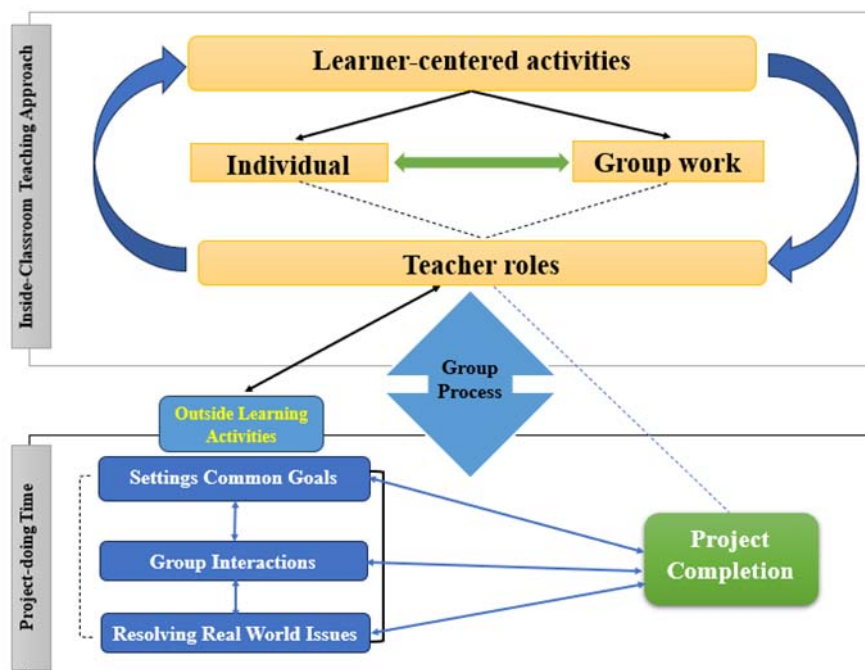 Inside-Classroom Teaching Approach
Learner-centered activities
Individual
Group work
Teacher roles
Group
Process
Outside Learning
Activities
Project-doing Time
Settings Common Goals
Group Interactions
Resolving Real World Issues
Project
Completion